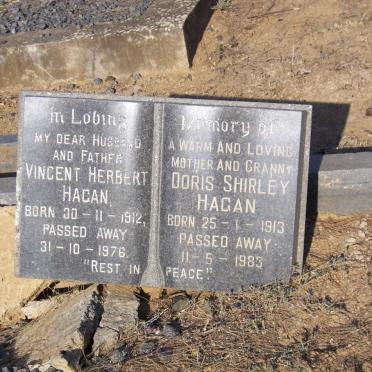 In Loving
MY DEAR HUSBAND
AND FATHER
VINCENT HERBERT
HAGAN
BORN 30-11-1912,
PASSED AWAY
31-10-1976.
"REST IN
Memory of
A WARM AND LOVING
MOTHER AND GRANNY
DORIS SHIRLEY
HAGAN
BORN 25-1-1913
PASSED AWAY
11-5-1983
PEACE"